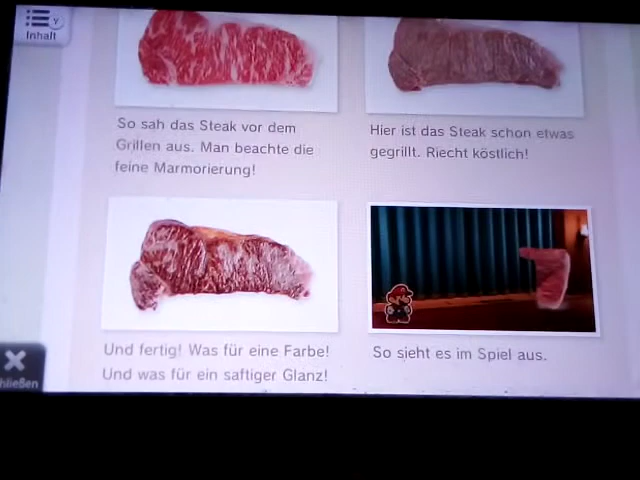 Y
Inhalt
So sah das Steak vor dem
Grillen aus. Man beachte die
feine Marmorierung!
Hier ist das Steak schon etwas
gegrillt. Riecht köstlich!
Und fertig! Was für eine Farbe!
Und was für ein saftiger Glanz!
So sieht es im Spiel aus.
hließen